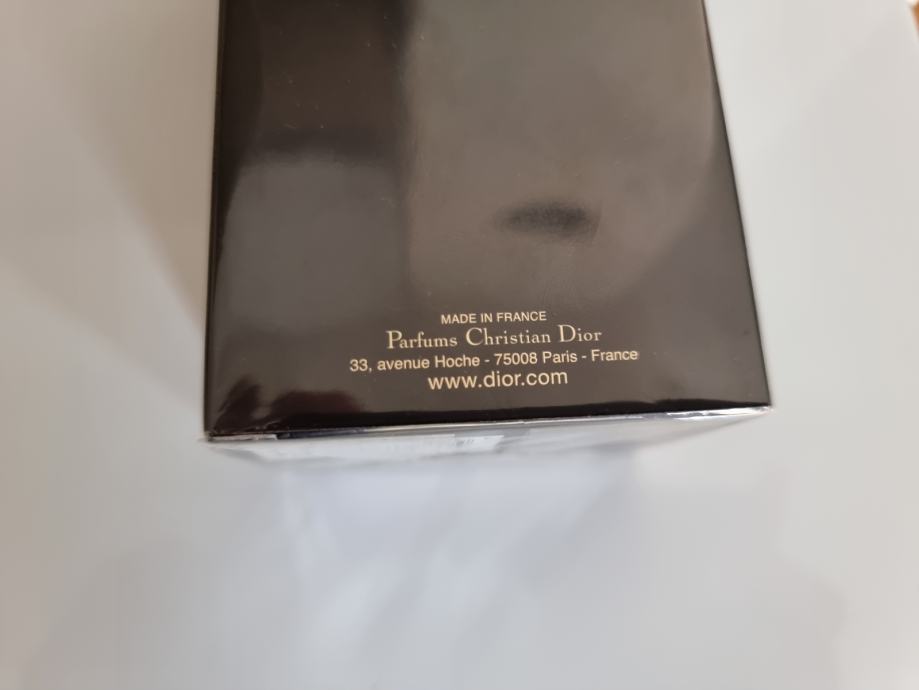 MADE IN FRANCE
Parfums Christian Dior
33, avenue Hoche - 75008 Paris - France
www.dior.com